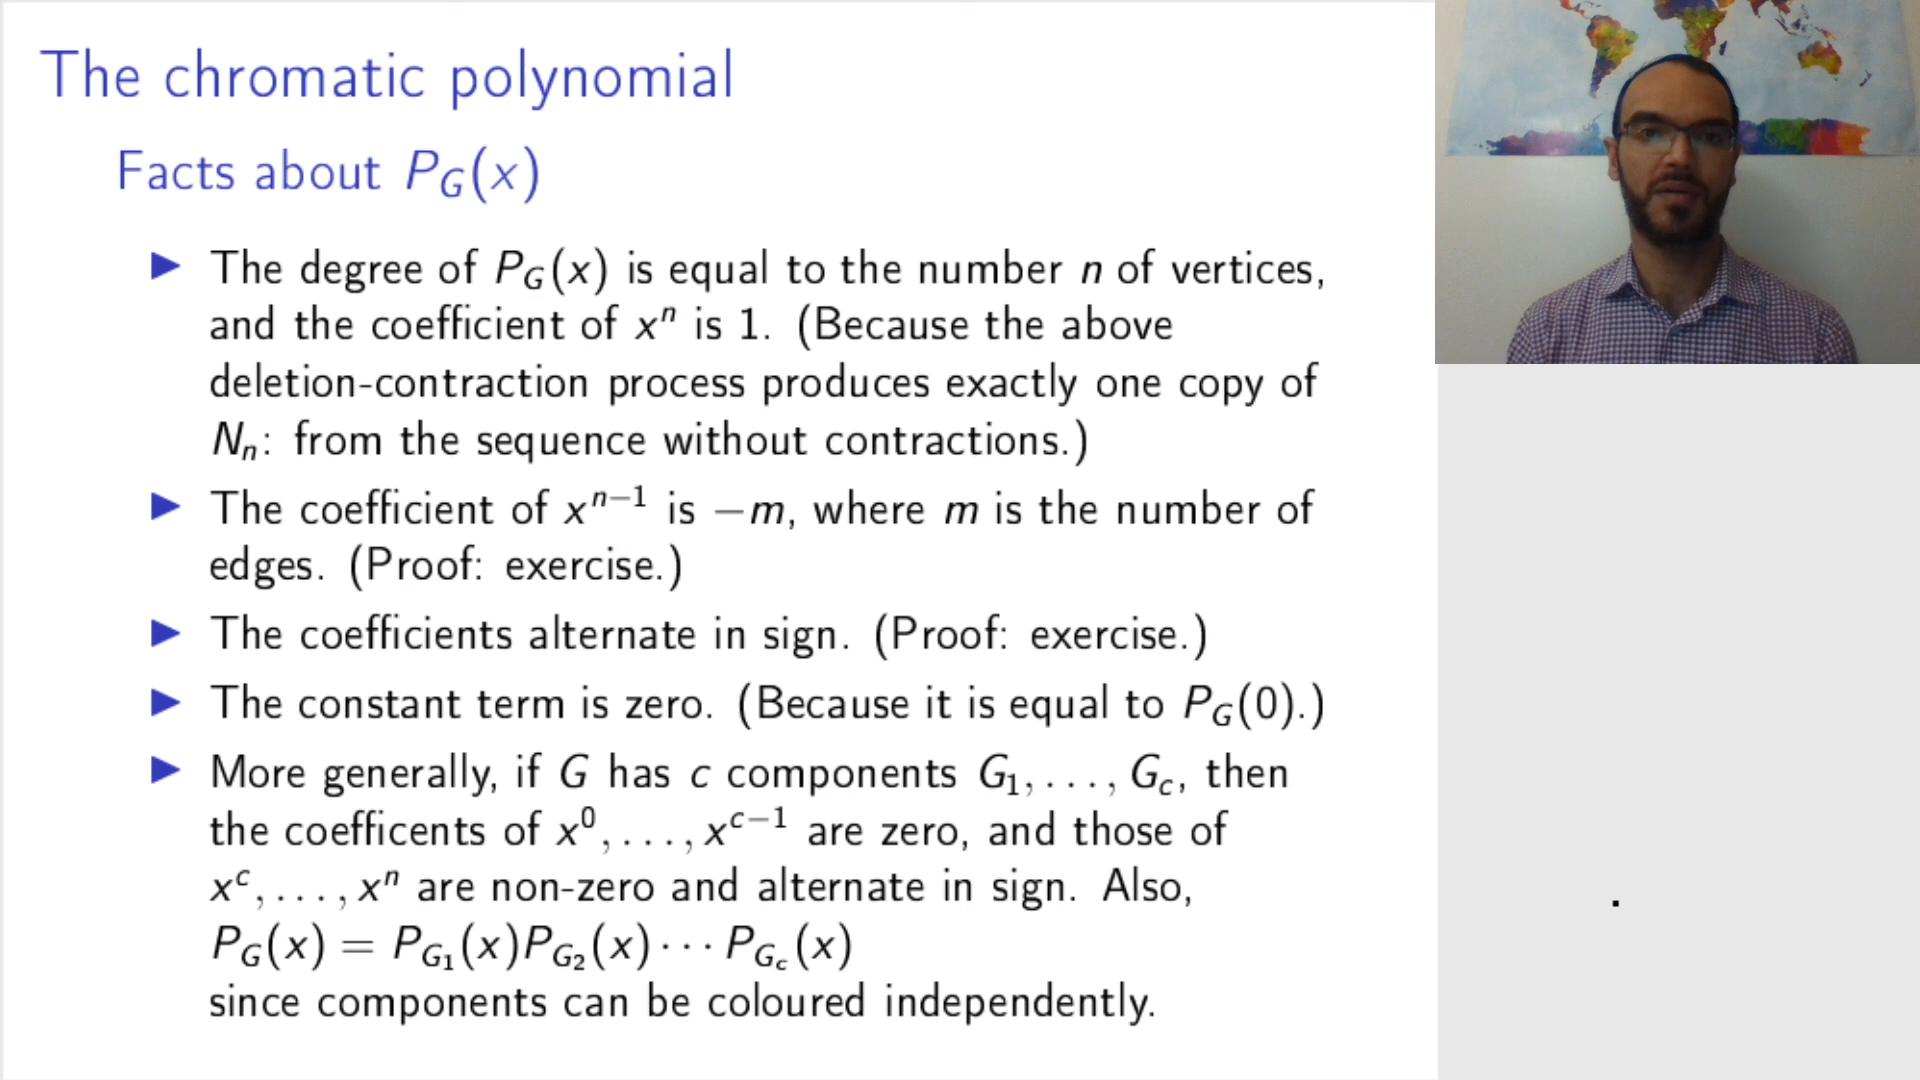 The chromatic polynomial
Facts about P_G(x)
▶ The degree of P_G(x) is equal to the number n of vertices,
and the coefficient of x^n is 1. (Because the above
deletion-contraction process produces exactly one copy of
N_n: from the sequence without contractions.)
▶ The coefficient of x^{n−1} is −m, where m is the number of
edges. (Proof: exercise.)
▶ The coefficients alternate in sign. (Proof: exercise.)
▶ The constant term is zero. (Because it is equal to P_G(0).)
▶ More generally, if G has c components G_1, . . . , G_c, then
the coefficents of x^0, . . . , x^{c−1} are zero, and those of
x^c, . . . , x^n are non-zero and alternate in sign. Also,
P_G(x) = P_{G_1}(x)P_{G_2}(x) · · · P_{G_c}(x)
since components can be coloured independently.